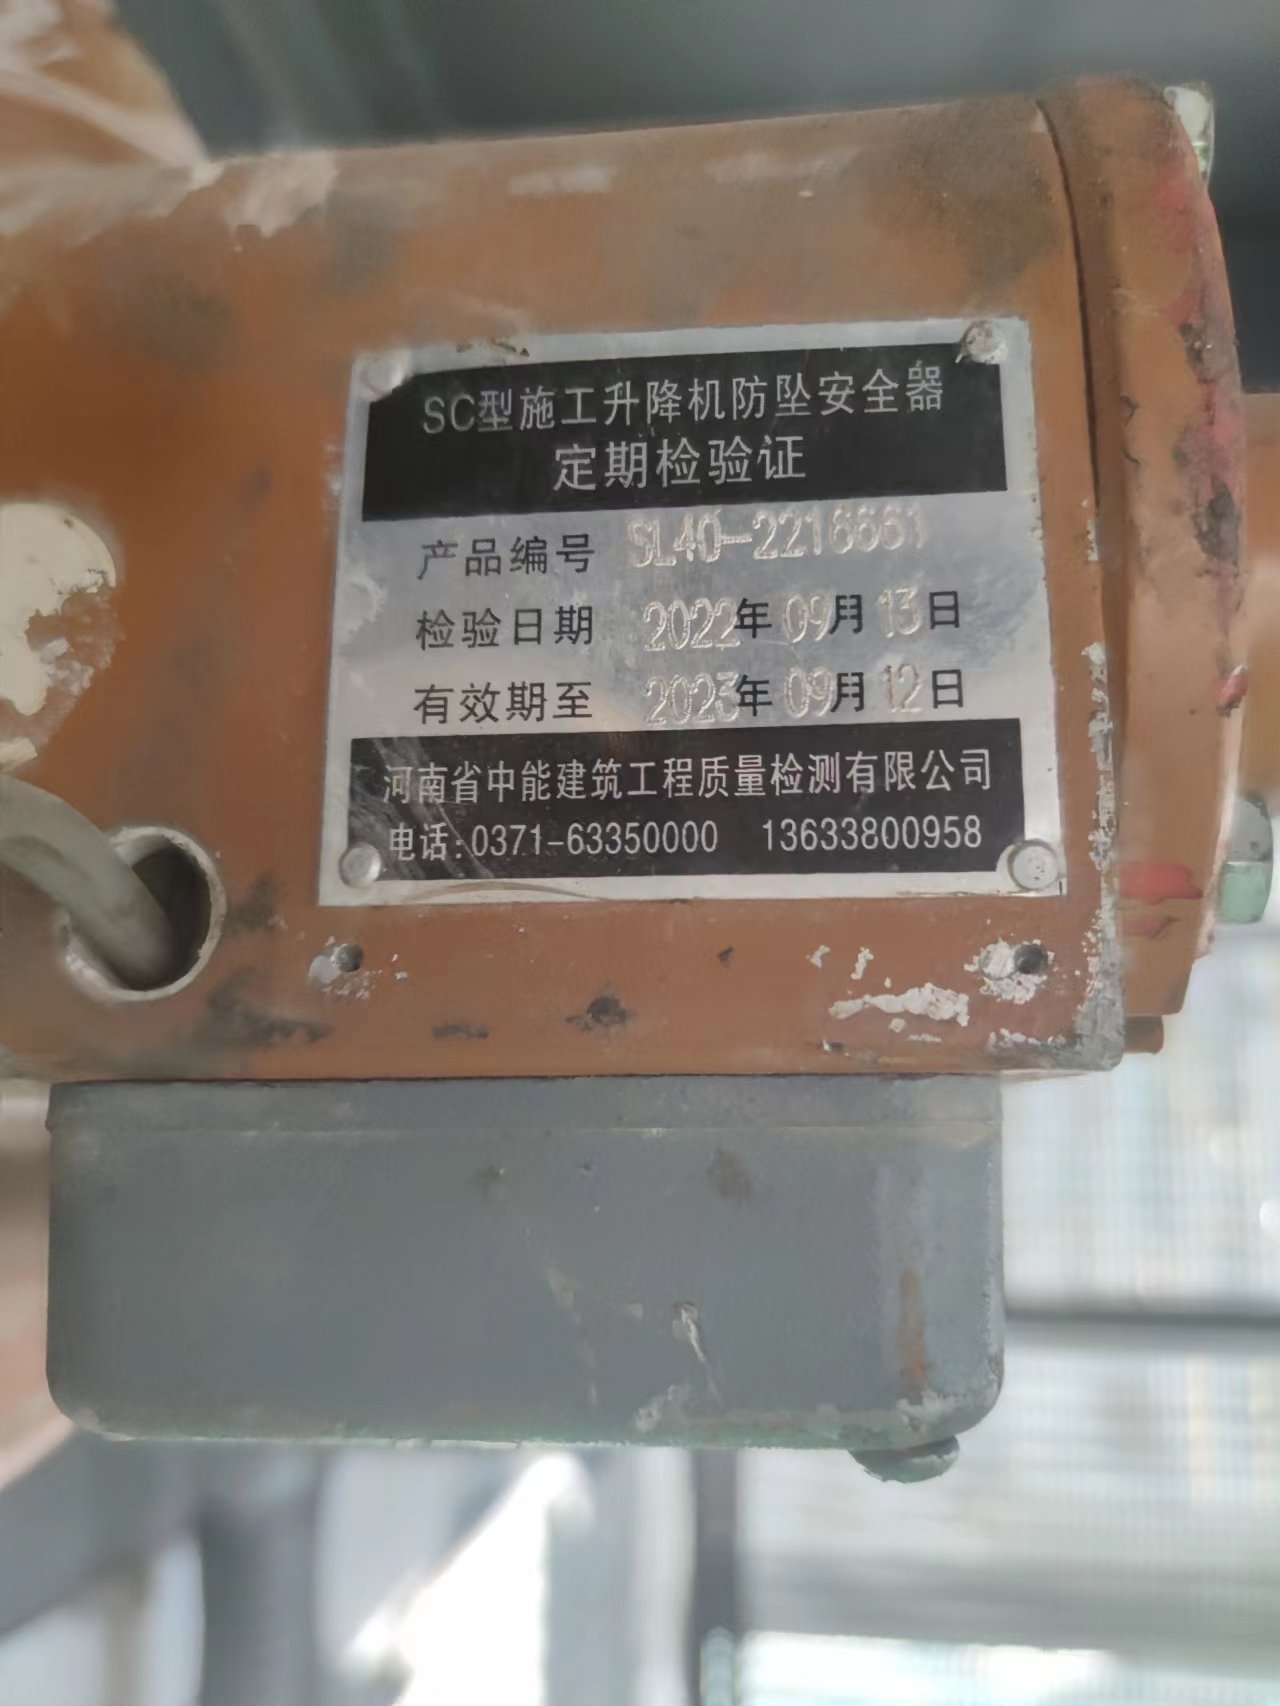 SC型施工升降机防坠安全器
定期检验证
产品编号 SL40-2216661
检验日期 2022年09月13日
有效期至 2023年09月12日
河南省中能建筑工程质量检测有限公司
电话:0371-63350000 13633800958